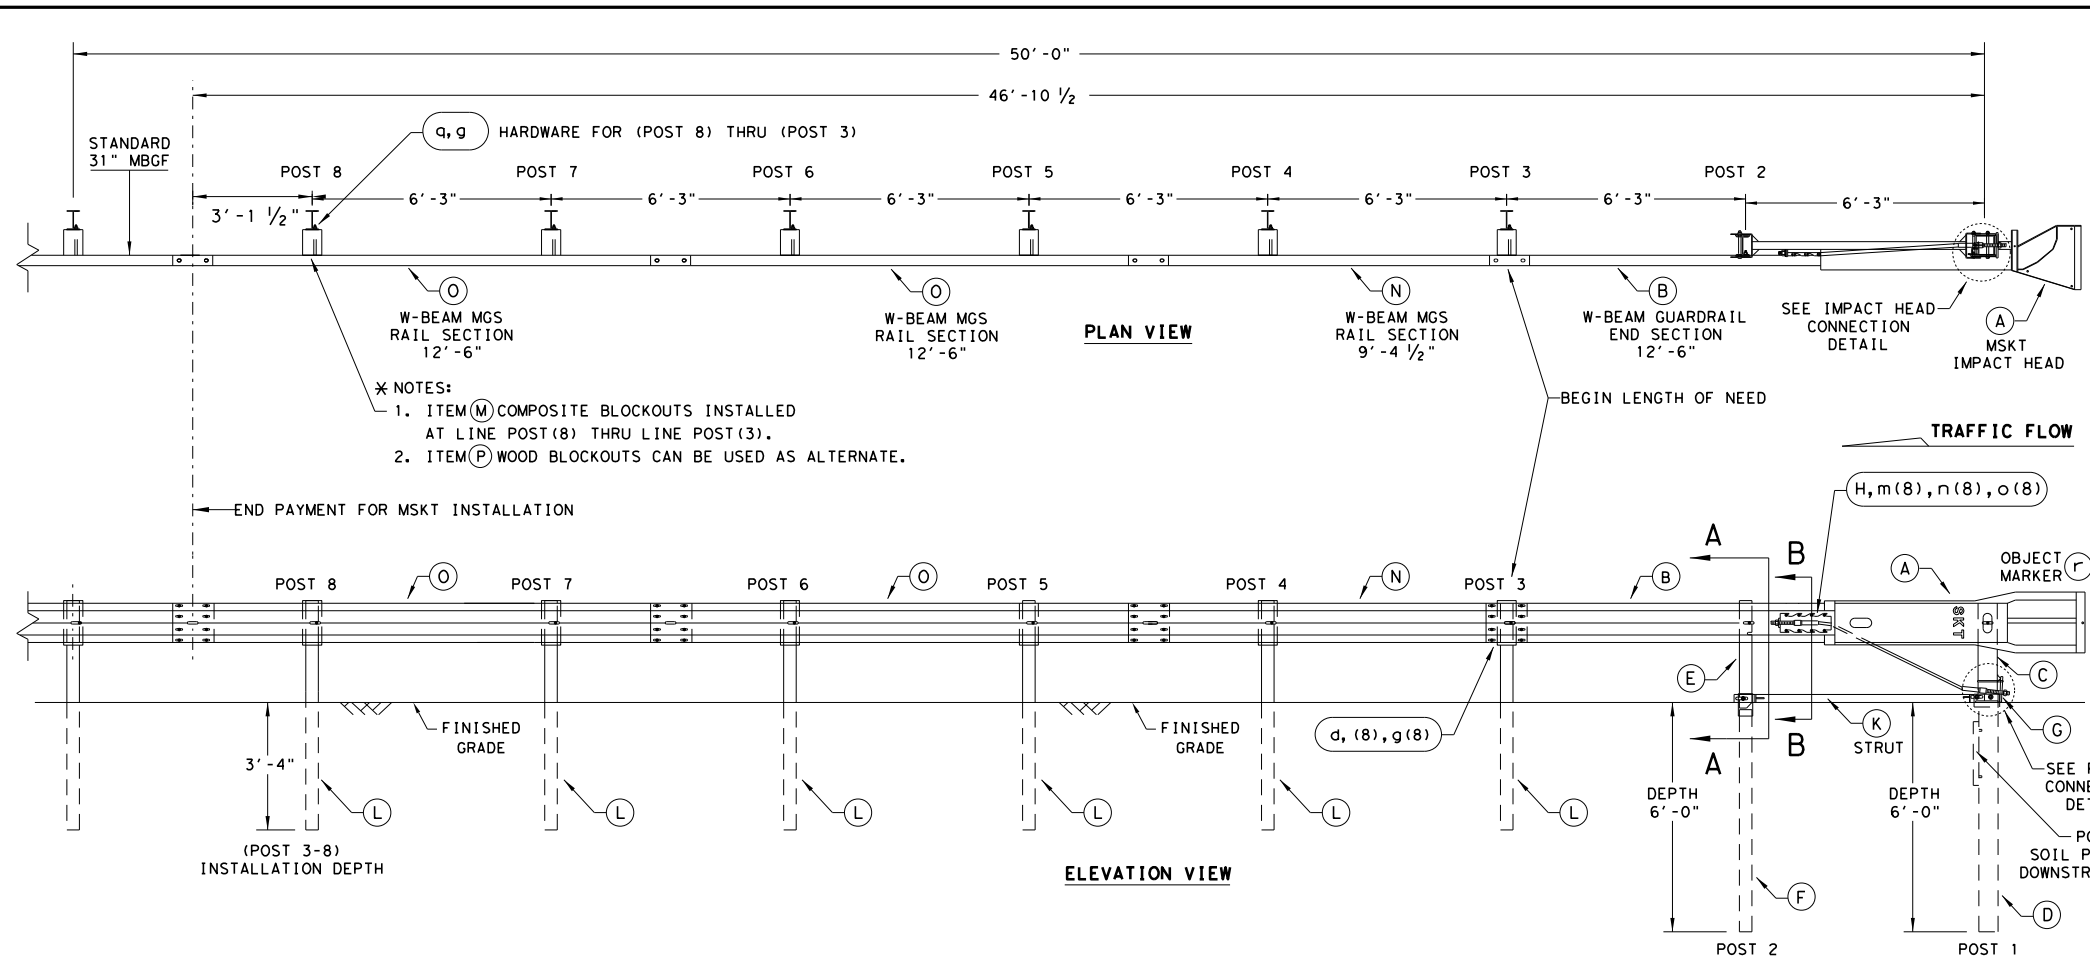 50'-0"
46'-10 1/2
STANDARD
31" MBGF
q,g HARDWARE FOR (POST 8) THRU (POST 3)
POST 8 POST 7 POST 6 POST 5 POST 4 POST 3 POST 2
3'-1 1/2" 6'-3" 6'-3" 6'-3" 6'-3" 6'-3" 6'-3" 6'-3"
O
W-BEAM MGS
RAIL SECTION
12'-6"
O
W-BEAM MGS
RAIL SECTION
12'-6"
PLAN VIEW
N
W-BEAM MGS
RAIL SECTION
9'-4 1/2"
B
W-BEAM GUARDRAIL
END SECTION
12'-6"
SEE IMPACT HEAD
CONNECTION
DETAIL
A
MSKT
IMPACT HEAD
* NOTES:
1. ITEM M COMPOSITE BLOCKOUTS INSTALLED
AT LINE POST(8) THRU LINE POST(3).
2. ITEM P WOOD BLOCKOUTS CAN BE USED AS ALTERNATE.
BEGIN LENGTH OF NEED
TRAFFIC FLOW
END PAYMENT FOR MSKT INSTALLATION
H,m(8),n(8),o(8)
A B
OBJECT
MARKER r
A
POST 8 O POST 7 POST 6 O POST 5 POST 4 N POST 3 B
SKT
E
C
FINISHED
GRADE
FINISHED
GRADE
d,(8),g(8)
K
STRUT
G
A B
3'-4"
L L L L L L
DEPTH
6'-0"
DEPTH
6'-0"
SEE
CONNE
DET
SOIL P
DOWNSTR
(POST 3-8)
INSTALLATION DEPTH
ELEVATION VIEW
F
D
POST 2 POST 1